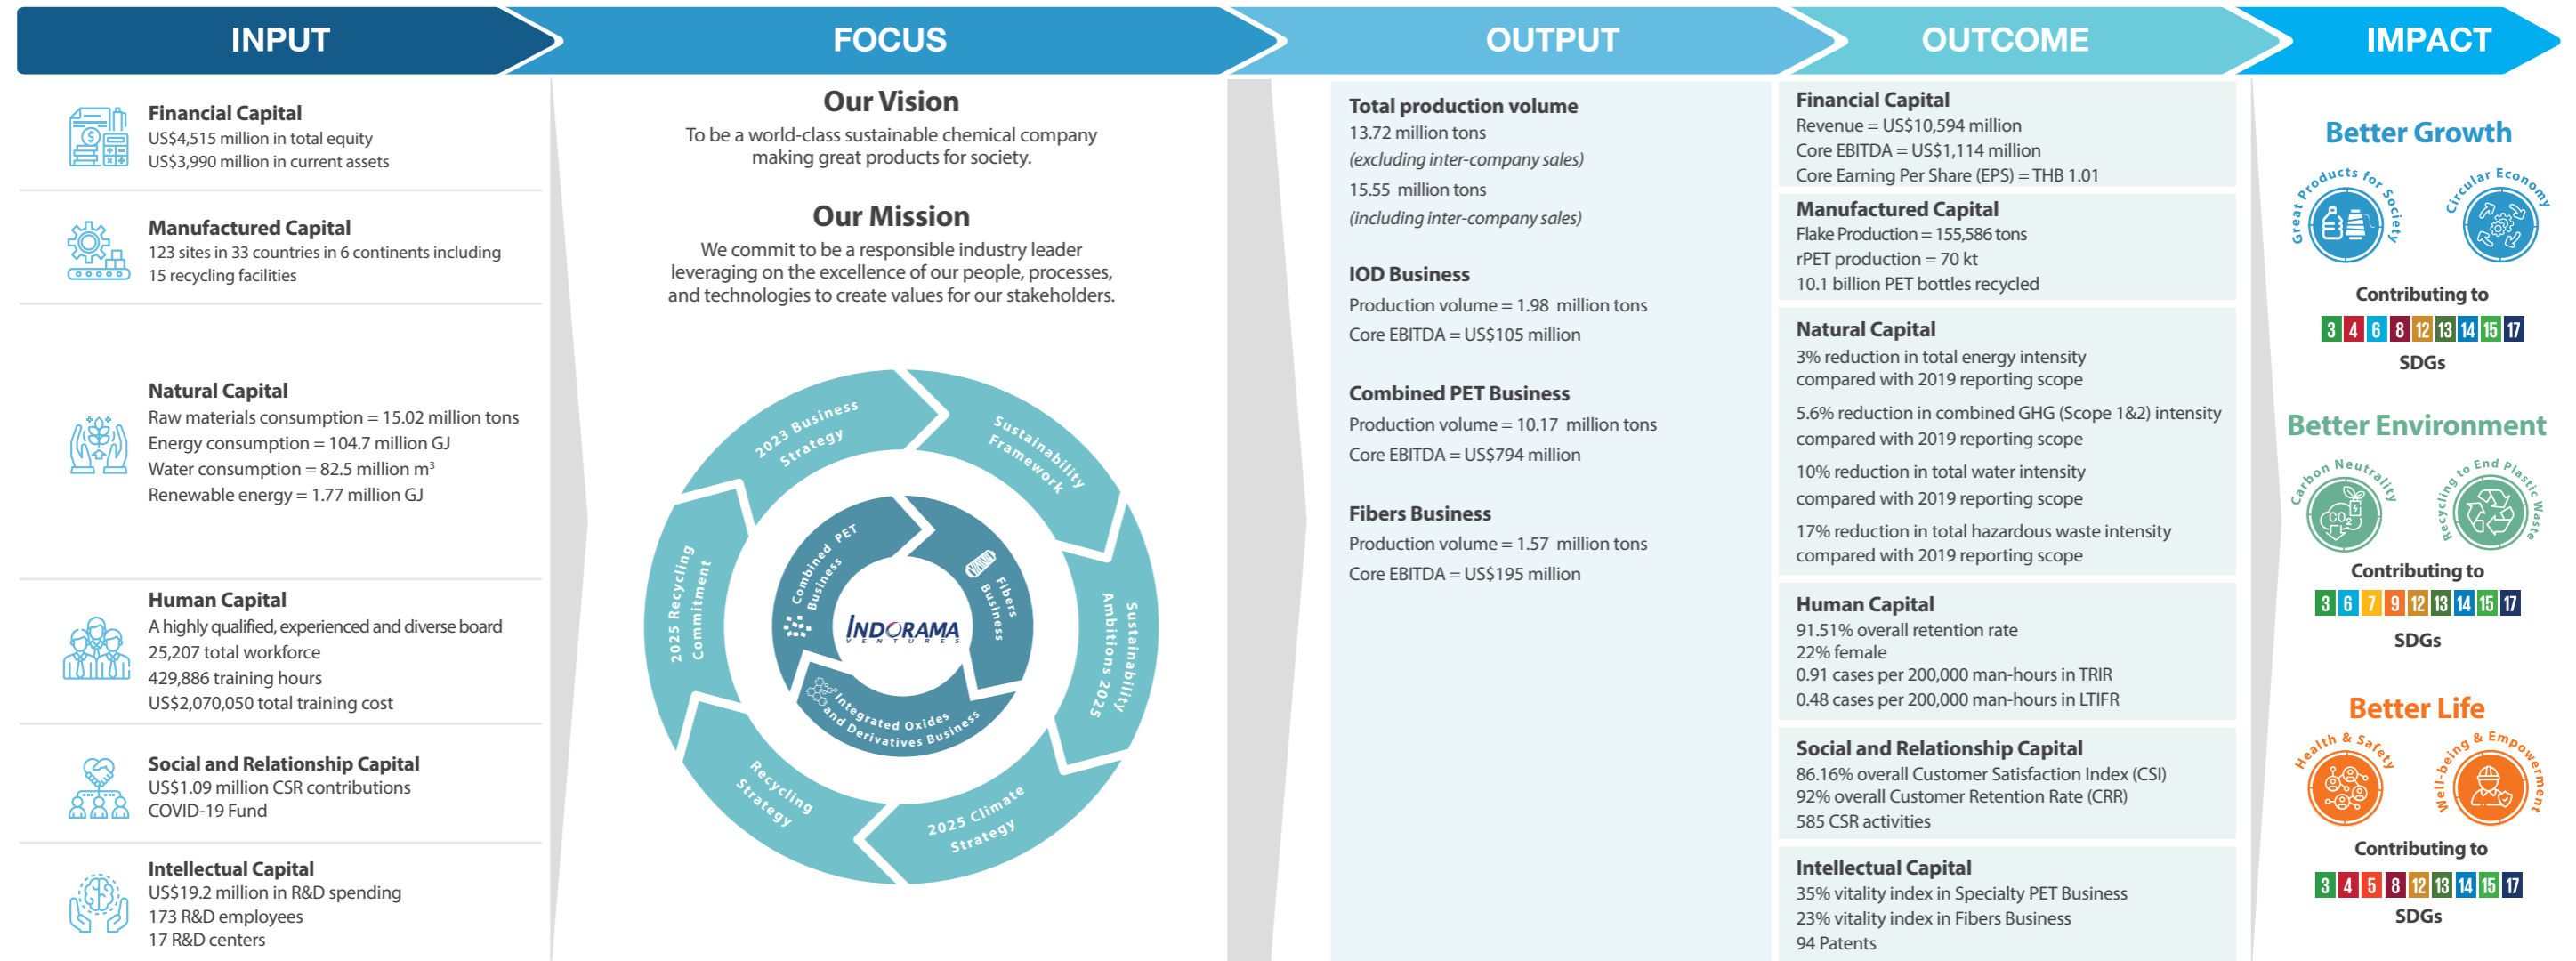 INPUT
FOCUS
OUTPUT
OUTCOME
IMPACT
Financial Capital
US$4,515 million in total equity
US$3,990 million in current assets
Manufactured Capital
123 sites in 33 countries in 6 continents including
15 recycling facilities
Natural Capital
Raw materials consumption = 15.02 million tons
Energy consumption = 104.7 million GJ
Water consumption = 82.5 million m³
Renewable energy = 1.77 million GJ
Human Capital
A highly qualified, experienced and diverse board
25,207 total workforce
429,886 training hours
US$2,070,050 total training cost
Social and Relationship Capital
US$1.09 million CSR contributions
COVID-19 Fund
Intellectual Capital
US$19.2 million in R&D spending
173 R&D employees
17 R&D centers
Our Vision
To be a world-class sustainable chemical company
making great products for society.
Our Mission
We commit to be a responsible industry leader
leveraging on the excellence of our people, processes,
and technologies to create values for our stakeholders.
2023 Business
Strategy
Sustainability
Framework
Sustainability
Ambitions 2025
2025 Climate
Strategy
Recycling
Strategy
2025 Recycling
Commitment
Combined PET
Business
Fibers
Business
Integrated Oxides
and Derivatives Business
INDORAMA
VENTURES
Total production volume
13.72 million tons
(excluding inter-company sales)
15.55 million tons
(including inter-company sales)
IOD Business
Production volume = 1.98 million tons
Core EBITDA = US$105 million
Combined PET Business
Production volume = 10.17 million tons
Core EBITDA = US$794 million
Fibers Business
Production volume = 1.57 million tons
Core EBITDA = US$195 million
Financial Capital
Revenue = US$10,594 million
Core EBITDA = US$1,114 million
Core Earning Per Share (EPS) = THB 1.01
Manufactured Capital
Flake Production = 155,586 tons
rPET production = 70 kt
10.1 billion PET bottles recycled
Natural Capital
3% reduction in total energy intensity
compared with 2019 reporting scope
5.6% reduction in combined GHG (Scope 1&2) intensity
compared with 2019 reporting scope
10% reduction in total water intensity
compared with 2019 reporting scope
17% reduction in total hazardous waste intensity
compared with 2019 reporting scope
Human Capital
91.51% overall retention rate
22% female
0.91 cases per 200,000 man-hours in TRIR
0.48 cases per 200,000 man-hours in LTIFR
Social and Relationship Capital
86.16% overall Customer Satisfaction Index (CSI)
92% overall Customer Retention Rate (CRR)
585 CSR activities
Intellectual Capital
35% vitality index in Specialty PET Business
23% vitality index in Fibers Business
94 Patents
Better Growth
Great Products for Society
Circular Economy
Contributing to
3 4 6 8 12 13 14 15 17
SDGs
Better Environment
Carbon Neutrality
CO₂
Recycling to End Plastic Waste
Contributing to
3 6 7 9 12 13 14 15 17
SDGs
Better Life
Health & Safety
Well-being & Empowerment
Contributing to
3 4 5 8 12 13 14 15 17
SDGs